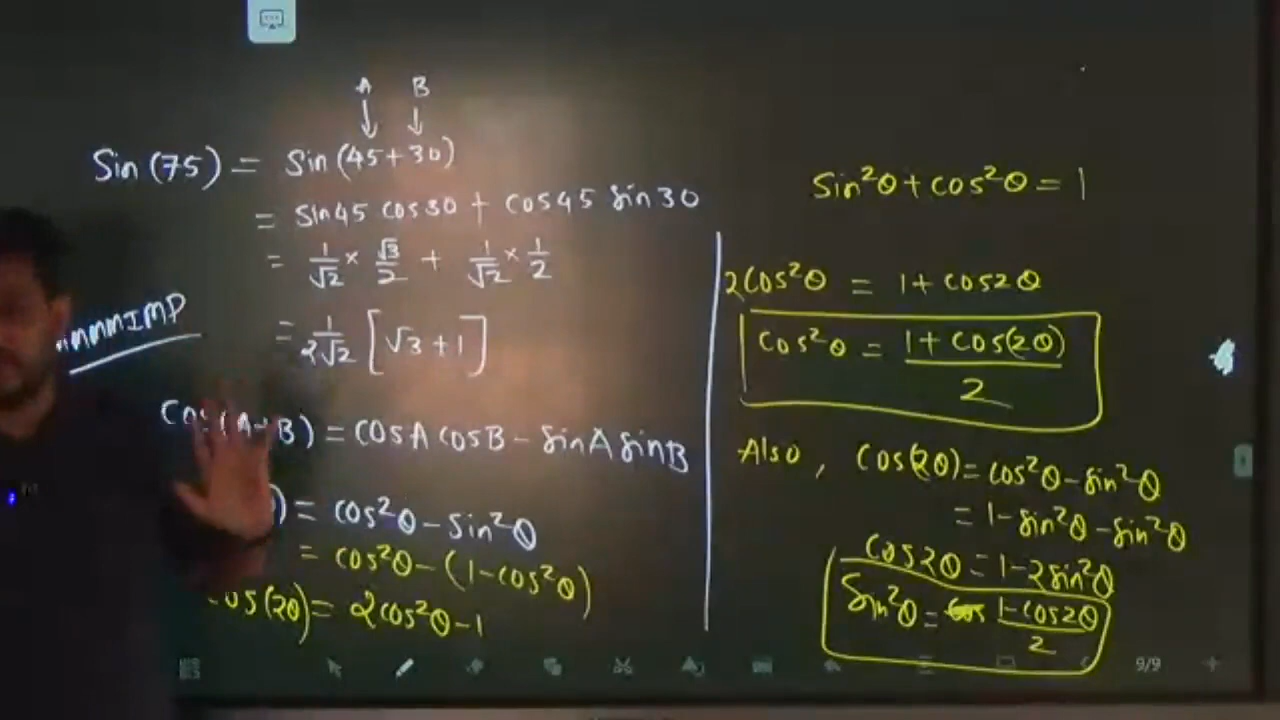 A B
↓ ↓
Sin (75) = Sin (45+30)
= Sin45 cos30 + cos45 sin30
= 1/√2 × √3/2 + 1/√2 × 1/2
IMP
= 1/2√2 [√3+1]
Cos(A+B) = cosA cosB - sinA sinB
) = cos²θ - sin²θ
= cos²θ - (1-cos²θ)
cos(2θ) = 2cos²θ-1
Sin²θ + cos²θ = 1
2cos²θ = 1+cos2θ
cos²θ = 1+cos(2θ)/2
Also, cos(2θ) = cos²θ - sin²θ
= 1-sin²θ-sin²θ
cos2θ = 1-2sin²θ
Sin²θ = 1-cos2θ/2
9/9